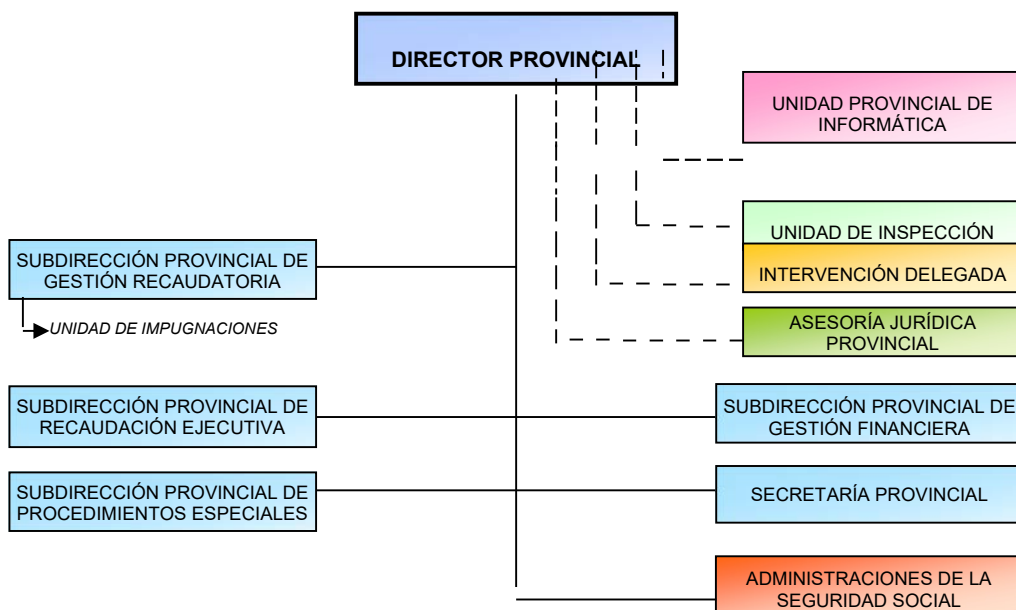 DIRECTOR PROVINCIAL
UNIDAD PROVINCIAL DE
INFORMÁTICA
UNIDAD DE INSPECCIÓN
INTERVENCIÓN DELEGADA
ASESORÍA JURÍDICA
PROVINCIAL
SUBDIRECCIÓN PROVINCIAL DE
GESTIÓN RECAUDATORIA
UNIDAD DE IMPUGNACIONES
SUBDIRECCIÓN PROVINCIAL DE
RECAUDACIÓN EJECUTIVA
SUBDIRECCIÓN PROVINCIAL DE
GESTIÓN FINANCIERA
SUBDIRECCIÓN PROVINCIAL DE
PROCEDIMIENTOS ESPECIALES
SECRETARÍA PROVINCIAL
ADMINISTRACIONES DE LA
SEGURIDAD SOCIAL